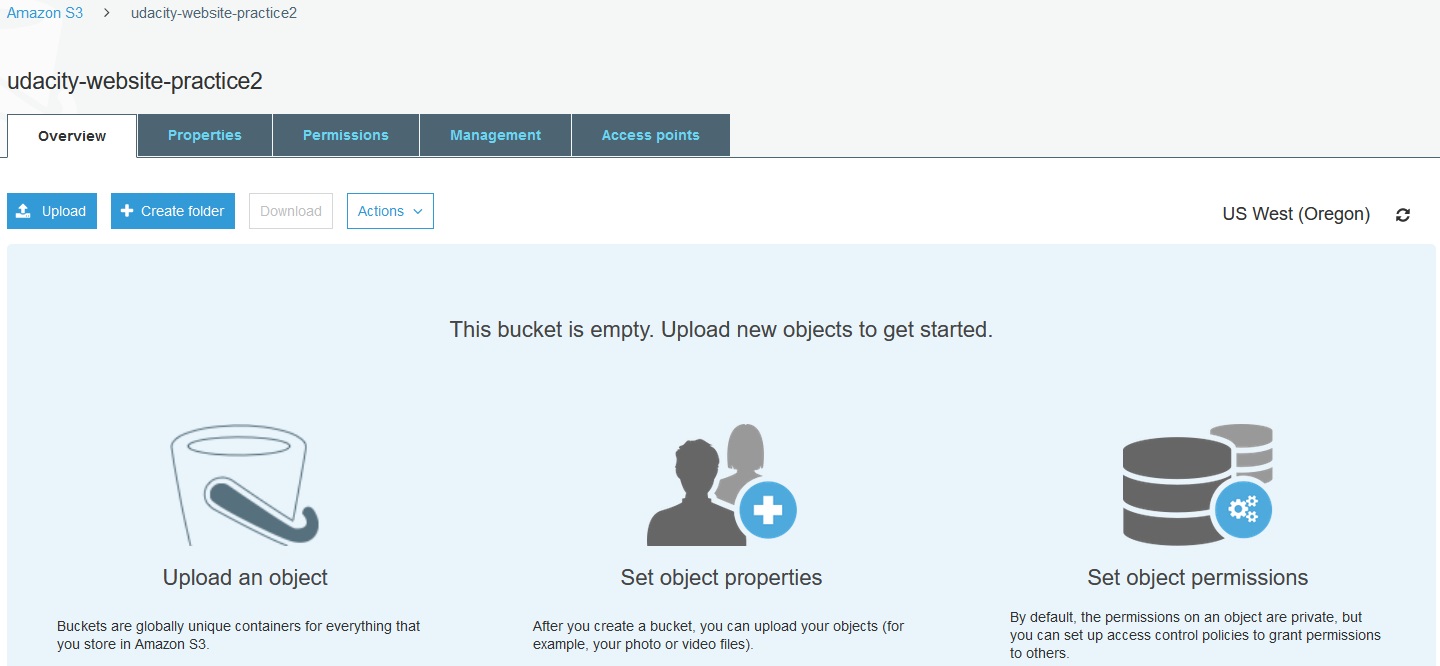 Amazon S3 > udacity-website-practice2
udacity-website-practice2
Overview Properties Permissions Management Access points
Upload Create folder Download Actions US West (Oregon)
This bucket is empty. Upload new objects to get started.
Upload an object
Buckets are globally unique containers for everything that
you store in Amazon S3.
Set object properties
After you create a bucket, you can upload your objects (for
example, your photo or video files).
Set object permissions
By default, the permissions on an object are private, but
you can set up access control policies to grant permissions
to others.